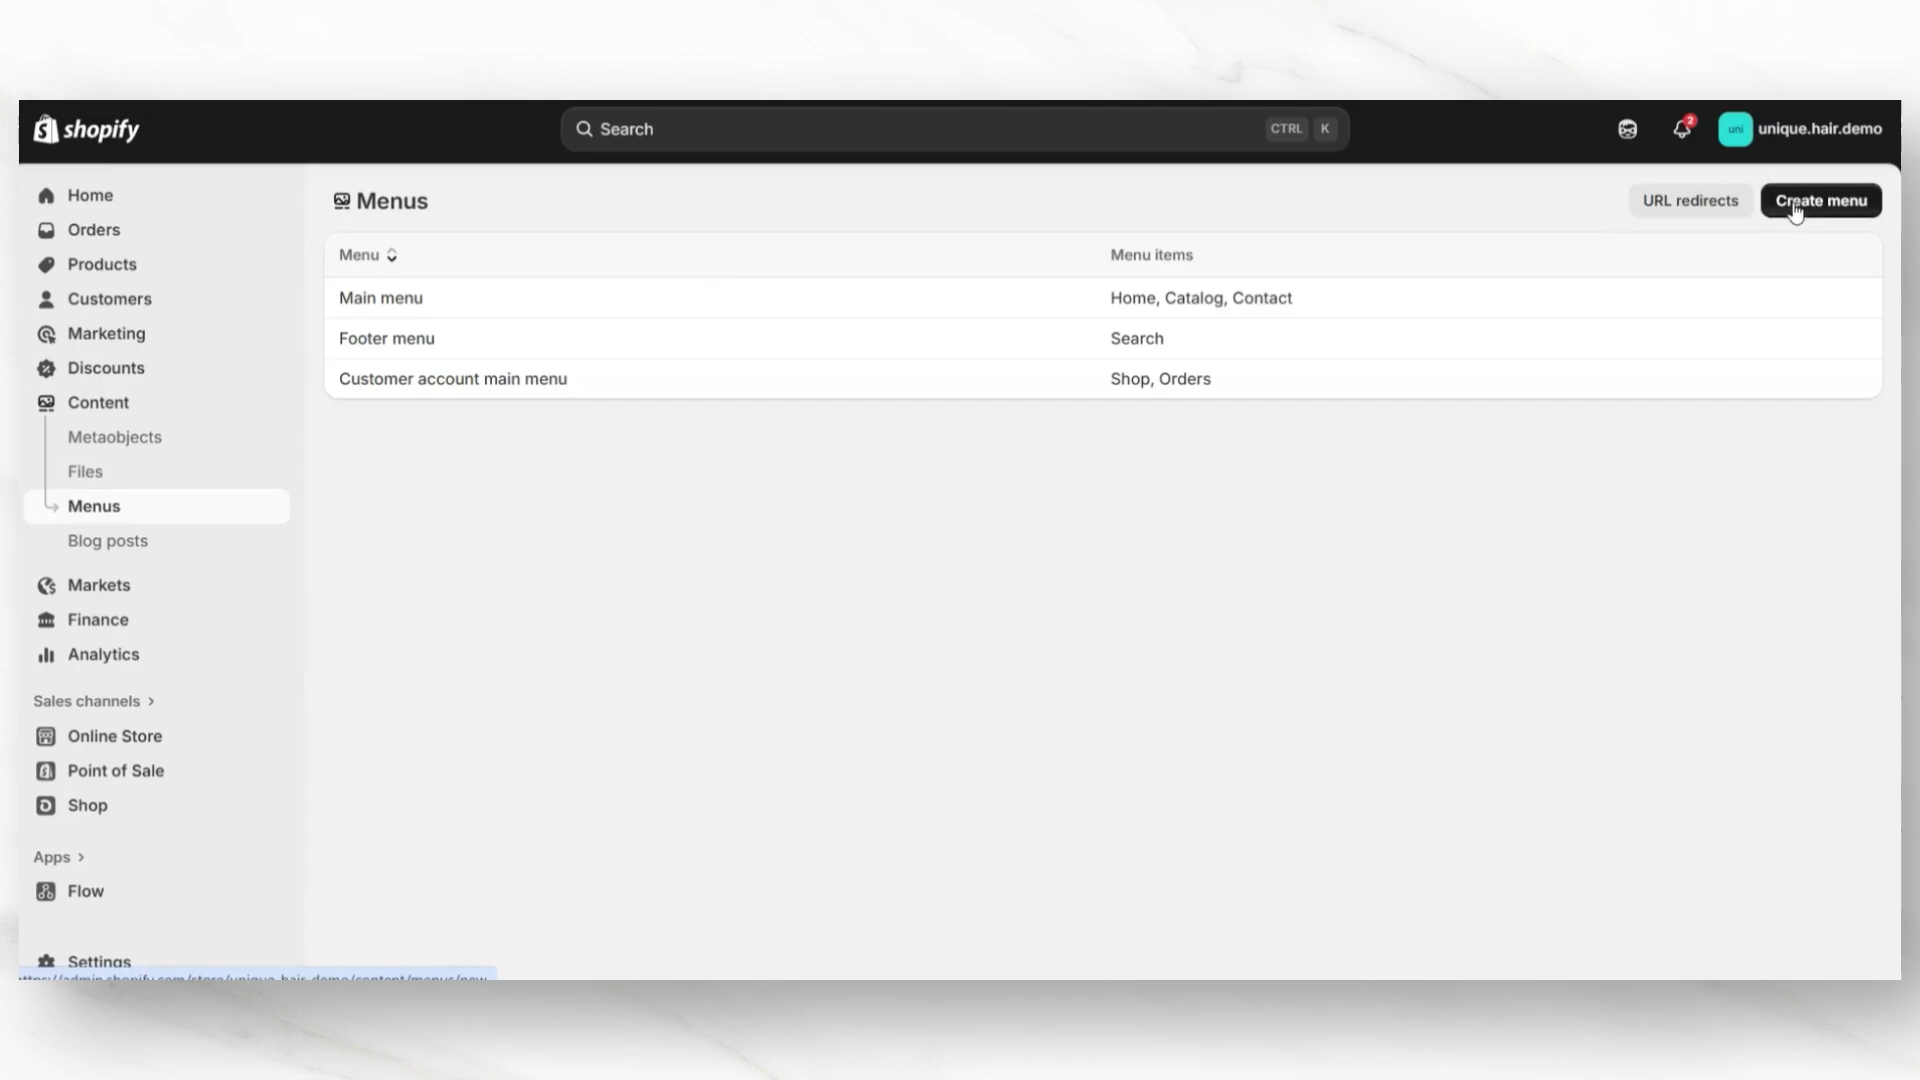 shopify
Search
CTRL K
2
uni
unique.hair.demo
Home
Orders
Products
Customers
Marketing
Discounts
Content
Metaobjects
Files
Menus
Blog posts
Markets
Finance
Analytics
Sales channels
Online Store
Point of Sale
Shop
Apps
Flow
Settings
Menus
URL redirects
Create menu
Menu Menu items
Main menu Home, Catalog, Contact
Footer menu Search
Customer account main menu Shop, Orders